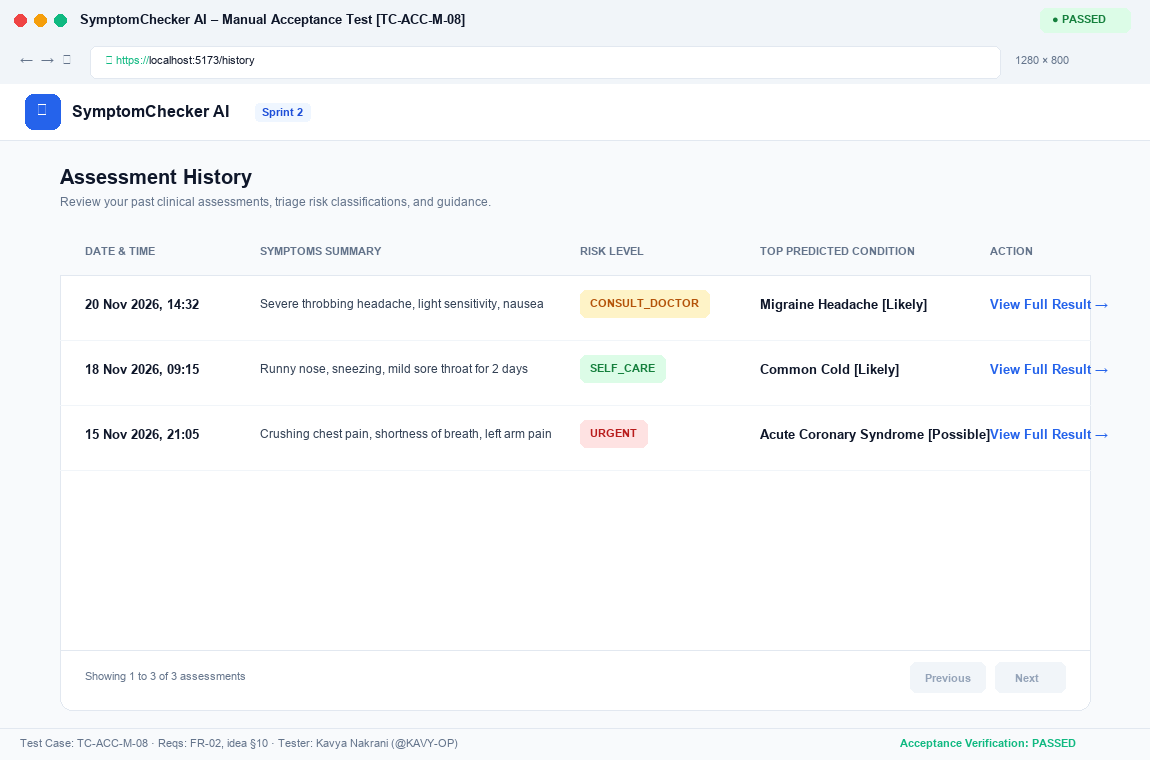 SymptomChecker AI – Manual Acceptance Test [TC-ACC-M-08]
● PASSED
← →
https://localhost:5173/history
1280 × 800
SymptomChecker AI
Sprint 2
Assessment History
Review your past clinical assessments, triage risk classifications, and guidance.
DATE & TIME SYMPTOMS SUMMARY RISK LEVEL TOP PREDICTED CONDITION ACTION
20 Nov 2026, 14:32 Severe throbbing headache, light sensitivity, nausea CONSULT_DOCTOR Migraine Headache [Likely] View Full Result →
18 Nov 2026, 09:15 Runny nose, sneezing, mild sore throat for 2 days SELF_CARE Common Cold [Likely] View Full Result →
15 Nov 2026, 21:05 Crushing chest pain, shortness of breath, left arm pain URGENT Acute Coronary Syndrome [Possible] View Full Result →
Showing 1 to 3 of 3 assessments
Previous Next
Test Case: TC-ACC-M-08 · Reqs: FR-02, idea §10 · Tester: Kavya Nakrani (@KAVY-OP)
Acceptance Verification: PASSED